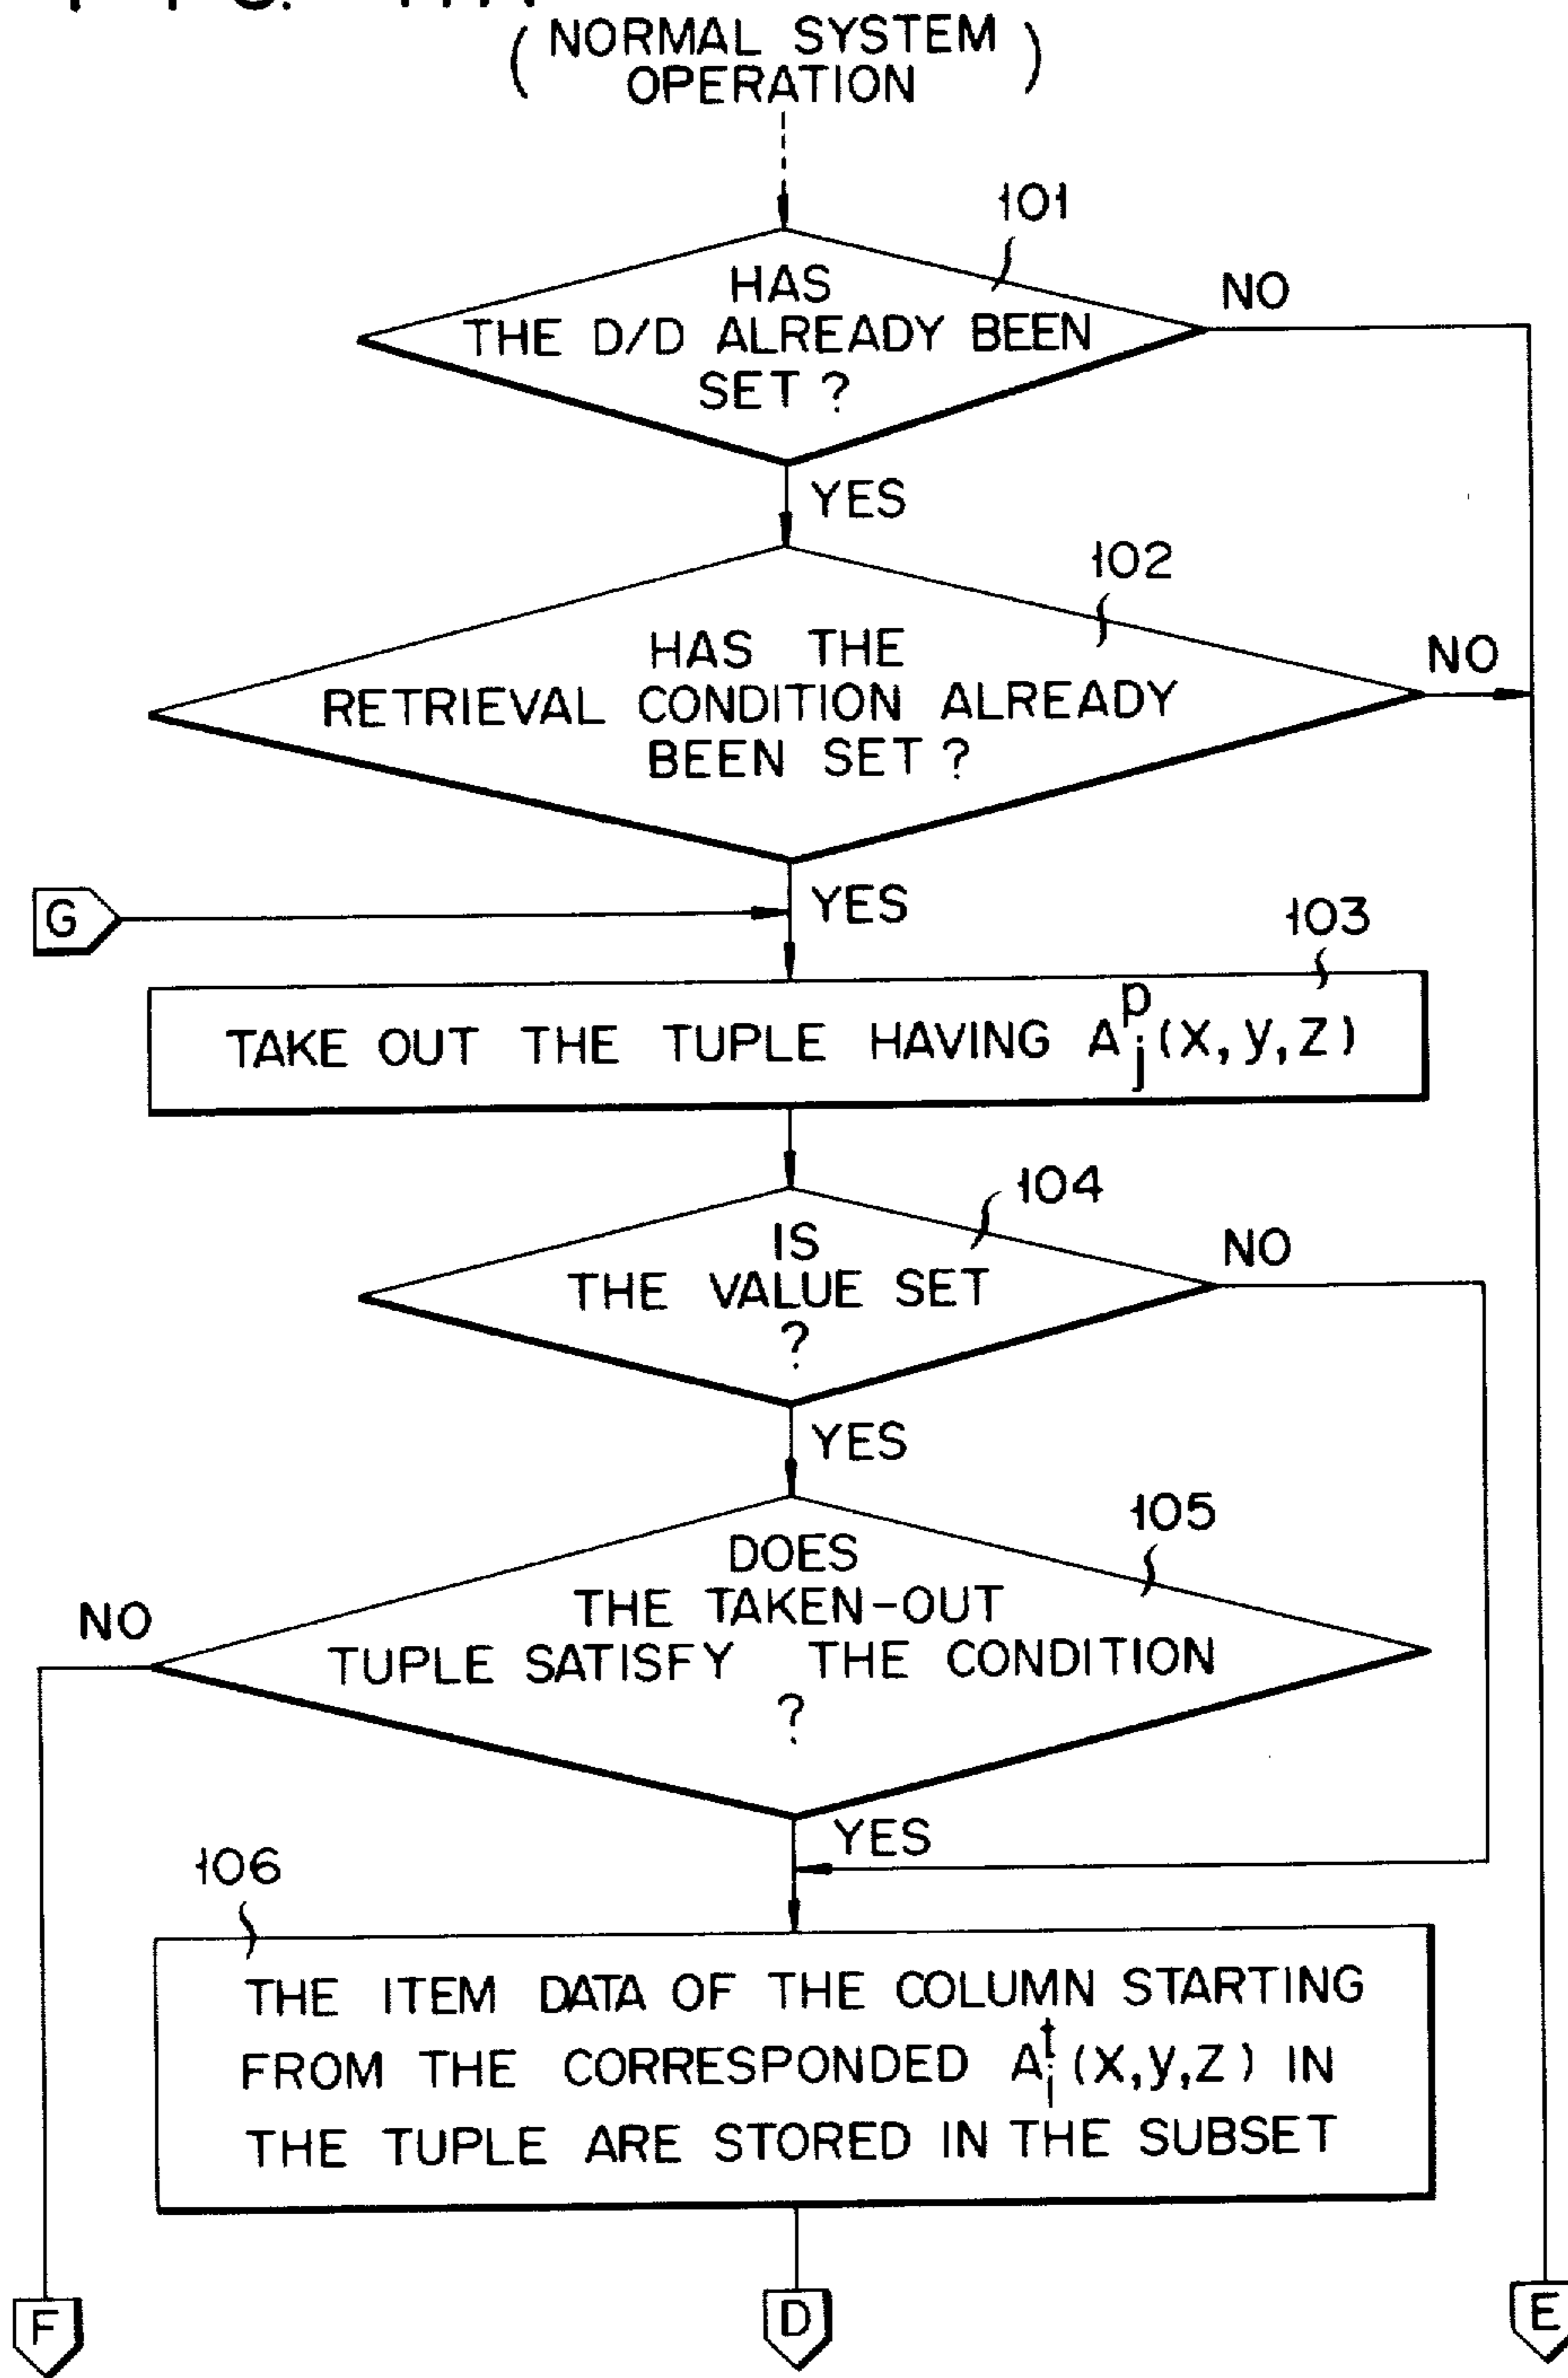 ( NORMAL SYSTEM
OPERATION )
101
HAS
THE D/D ALREADY BEEN
SET ?
NO
YES
102
HAS THE
RETRIEVAL CONDITION ALREADY
BEEN SET ?
NO
YES
G
103
TAKE OUT THE TUPLE HAVING A^p_j(x, y, z)
104
IS
THE VALUE SET
?
NO
YES
105
DOES
THE TAKEN-OUT
TUPLE SATISFY THE CONDITION
?
NO
YES
106
THE ITEM DATA OF THE COLUMN STARTING
FROM THE CORRESPONDED A^t_i (x, y, z) IN
THE TUPLE ARE STORED IN THE SUBSET
F
D
E